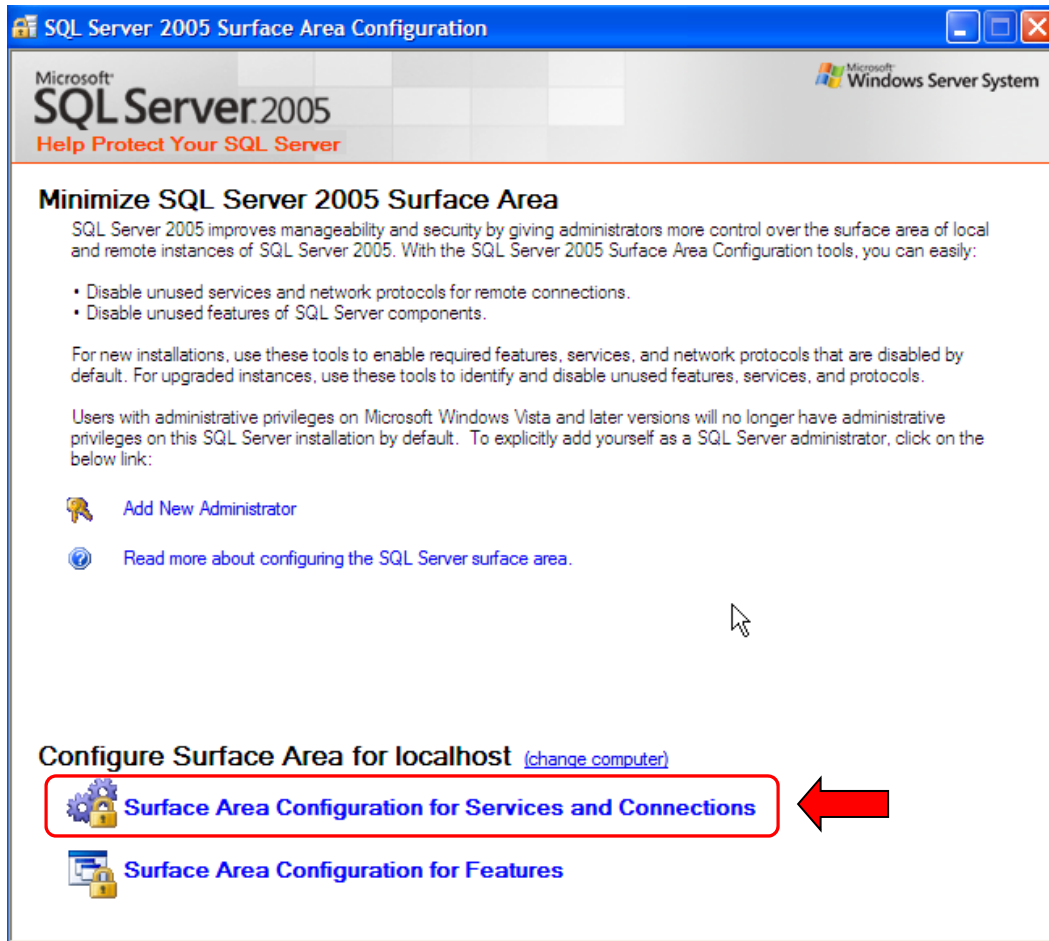 SQL Server 2005 Surface Area Configuration
Microsoft
SQL Server 2005
Help Protect Your SQL Server
Microsoft
Windows Server System
Minimize SQL Server 2005 Surface Area
SQL Server 2005 improves manageability and security by giving administrators more control over the surface area of local
and remote instances of SQL Server 2005. With the SQL Server 2005 Surface Area Configuration tools, you can easily:
• Disable unused services and network protocols for remote connections.
• Disable unused features of SQL Server components.
For new installations, use these tools to enable required features, services, and network protocols that are disabled by
default. For upgraded instances, use these tools to identify and disable unused features, services, and protocols.
Users with administrative privileges on Microsoft Windows Vista and later versions will no longer have administrative
privileges on this SQL Server installation by default.  To explicitly add yourself as a SQL Server administrator, click on the
below link:
Add New Administrator
Read more about configuring the SQL Server surface area.
Configure Surface Area for localhost (change computer)
Surface Area Configuration for Services and Connections
Surface Area Configuration for Features